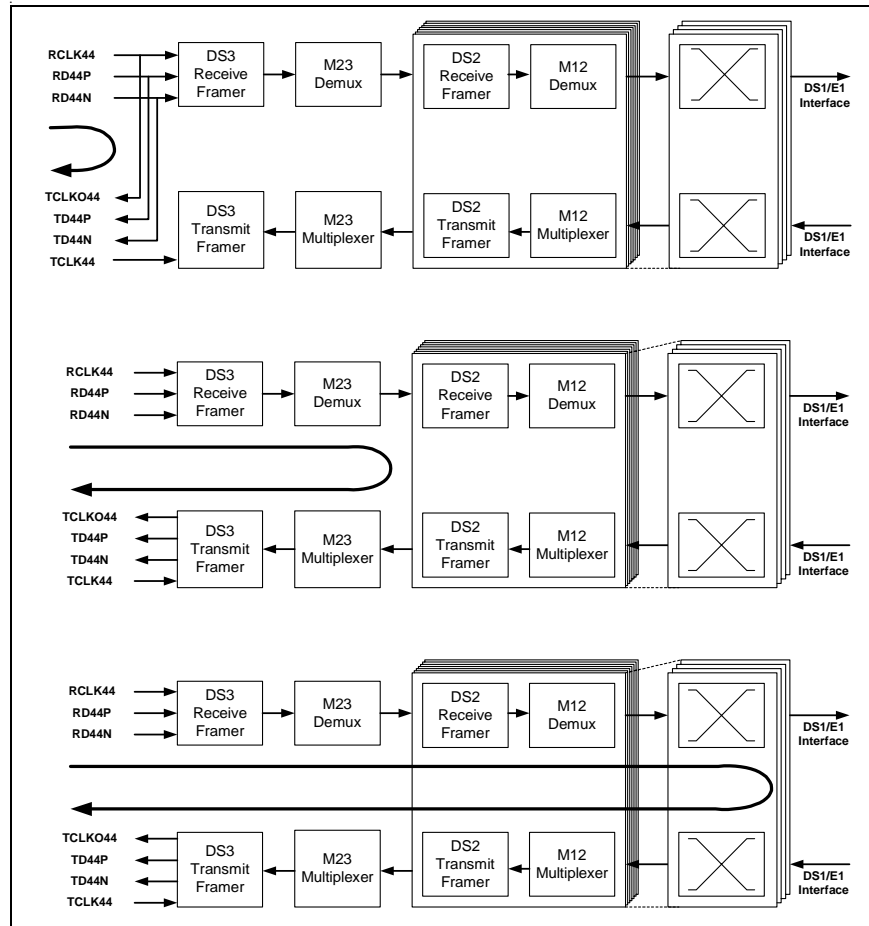 RCLK44
RD44P
RD44N
DS3
Receive
Framer
M23
Demux
DS2
Receive
Framer
M12
Demux
DS1/E1
Interface
TCLKO44
TD44P
TD44N
TCLK44
DS3
Transmit
Framer
M23
Multiplexer
DS2
Transmit
Framer
M12
Multiplexer
DS1/E1
Interface
RCLK44
RD44P
RD44N
DS3
Receive
Framer
M23
Demux
DS2
Receive
Framer
M12
Demux
DS1/E1
Interface
TCLKO44
TD44P
TD44N
TCLK44
DS3
Transmit
Framer
M23
Multiplexer
DS2
Transmit
Framer
M12
Multiplexer
DS1/E1
Interface
RCLK44
RD44P
RD44N
DS3
Receive
Framer
M23
Demux
DS2
Receive
Framer
M12
Demux
DS1/E1
Interface
TCLKO44
TD44P
TD44N
TCLK44
DS3
Transmit
Framer
M23
Multiplexer
DS2
Transmit
Framer
M12
Multiplexer
DS1/E1
Interface